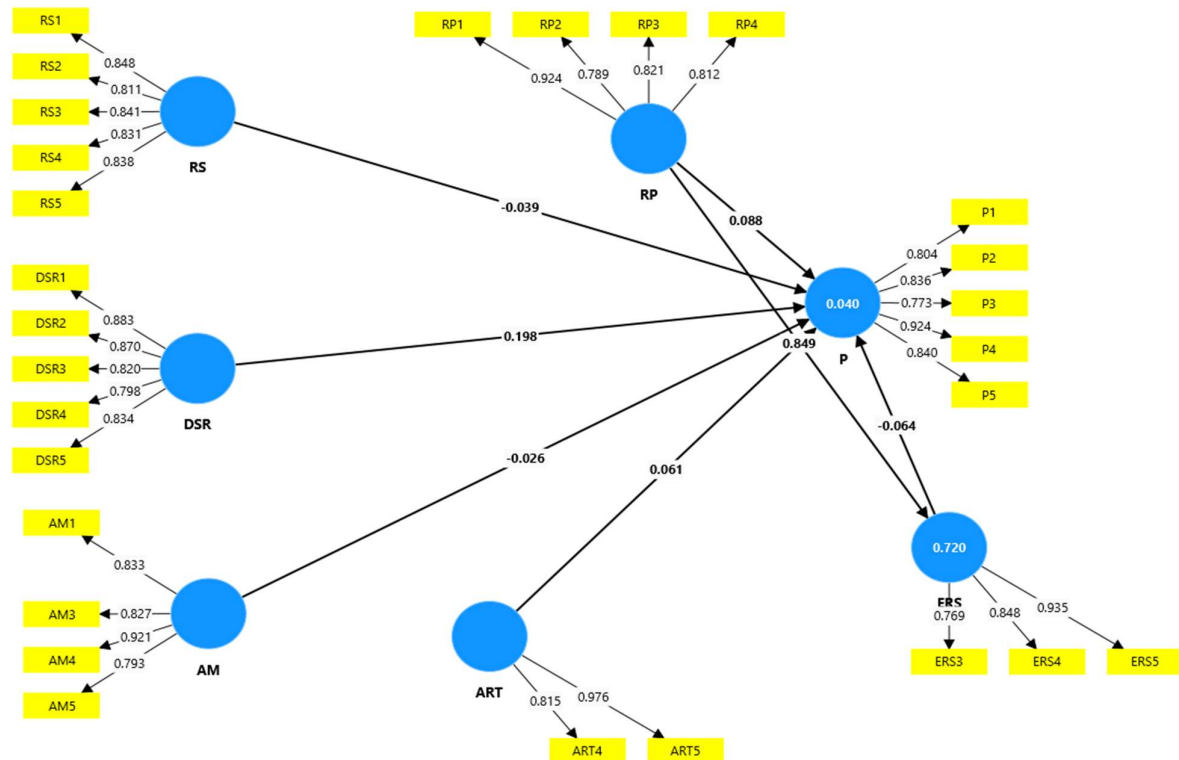 RS1
RS2
RS3
RS4
RS5
0.848
0.811
0.841
0.831
0.838
RS
RP1
RP2
RP3
RP4
0.924
0.789
0.821
0.812
RP
-0.039
0.088
P1
P2
P3
P4
P5
0.804
0.836
0.773
0.924
0.840
0.040
P
DSR1
DSR2
DSR3
DSR4
DSR5
0.883
0.870
0.820
0.798
0.834
DSR
0.198
0.849
-0.064
-0.026
0.061
AM1
AM3
AM4
AM5
0.833
0.827
0.921
0.793
AM
ART
0.815
0.976
ART4
ART5
0.720
ERS
0.769
0.848
0.935
ERS3
ERS4
ERS5